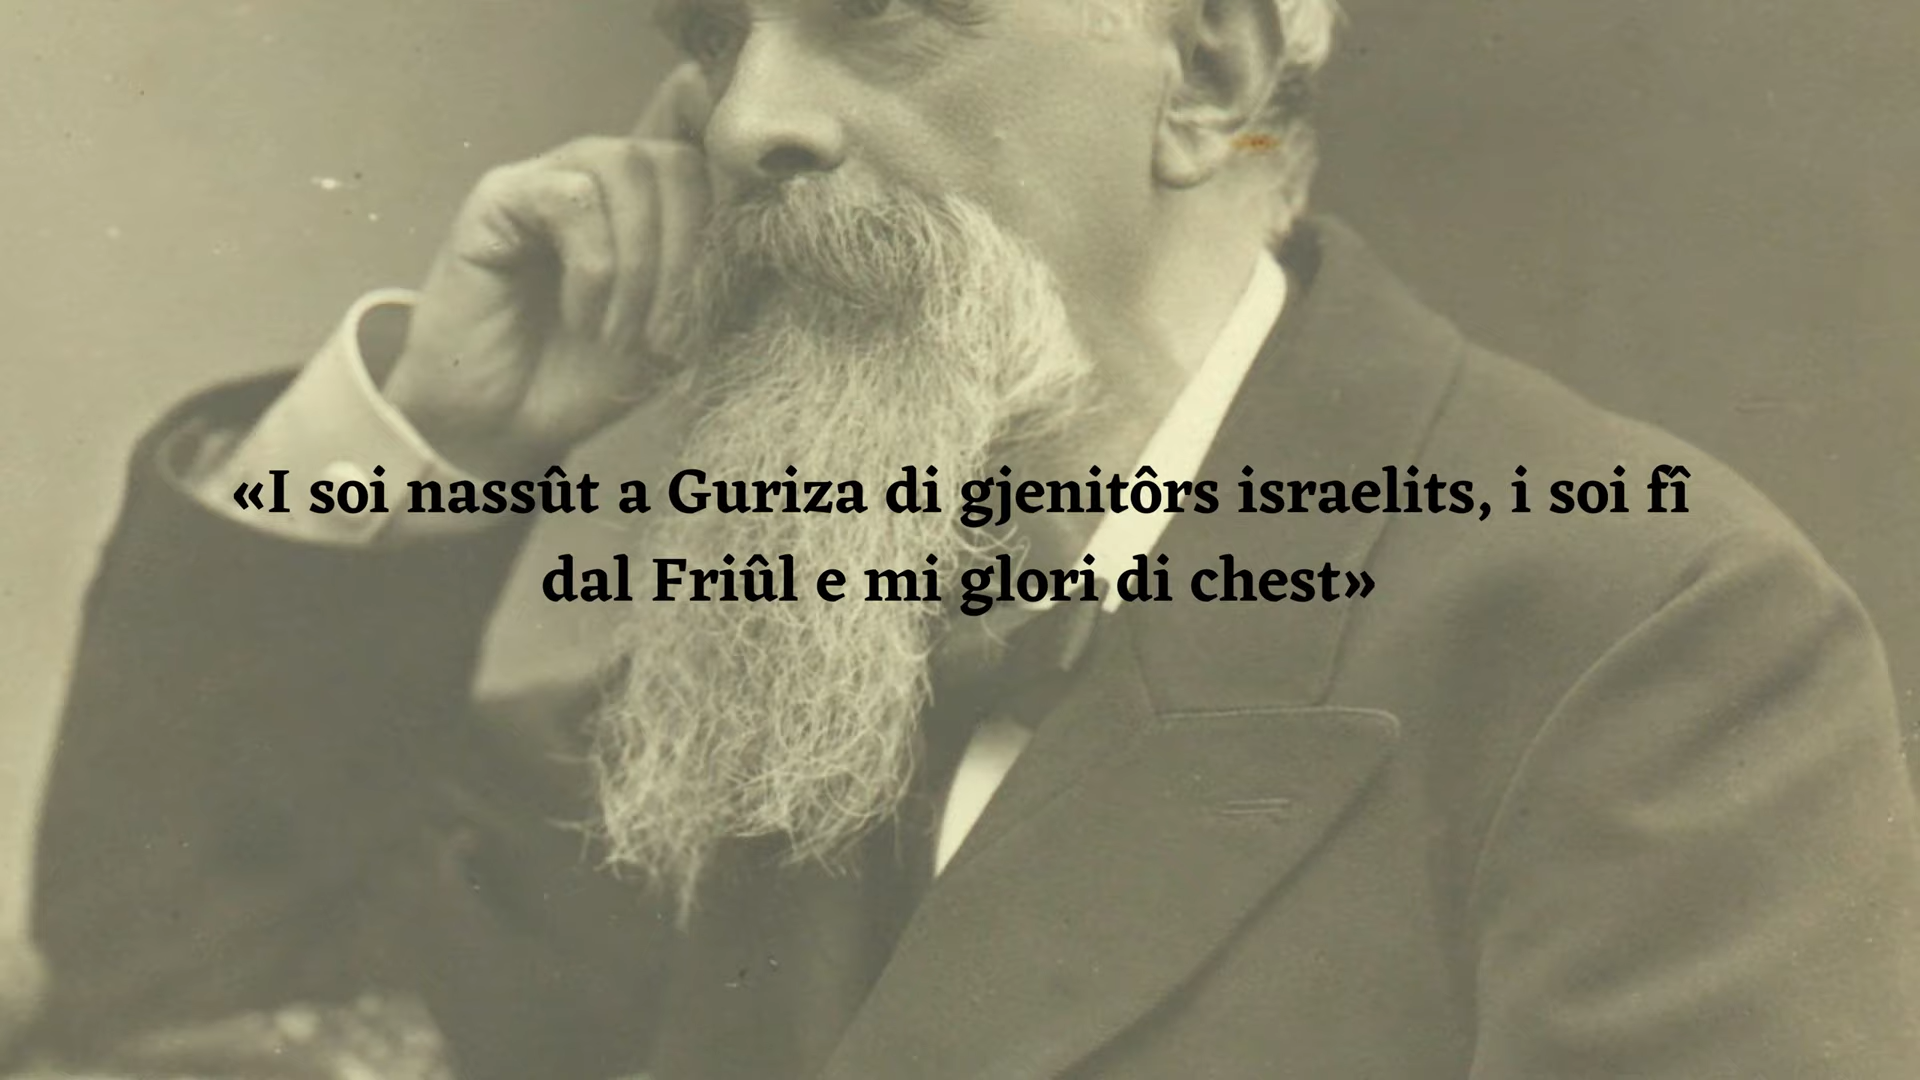 «I soi nassût a Guriza di gjenitôrs israelits, i soi fî
dal Friûl e mi glori di chest»